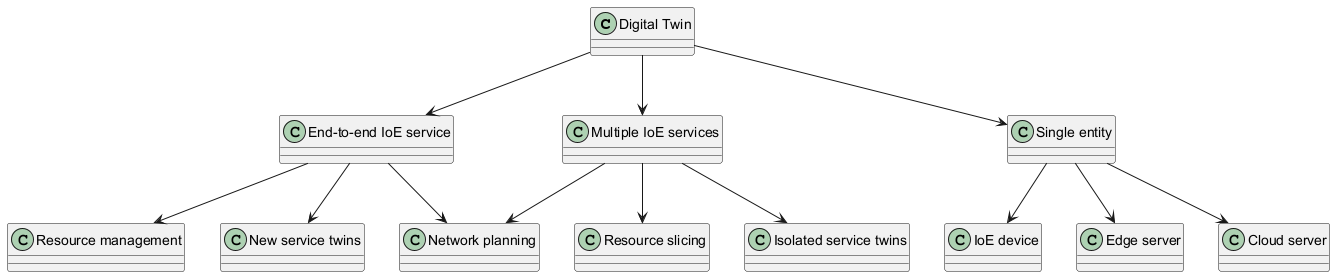 C Digital Twin
C End-to-end IoE service
C Multiple IoE services
C Single entity
C Resource management
C New service twins
C Network planning
C Resource slicing
C Isolated service twins
C IoE device
C Edge server
C Cloud server